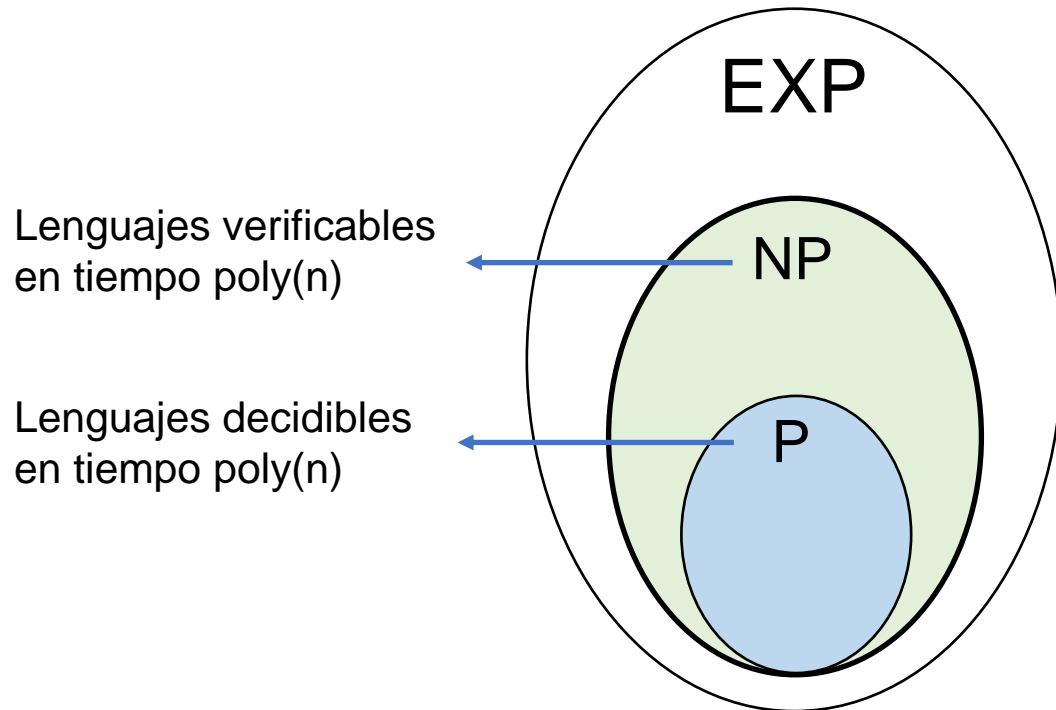 EXP
Lenguajes verificables
en tiempo poly(n)
NP
Lenguajes decidibles
en tiempo poly(n)
P